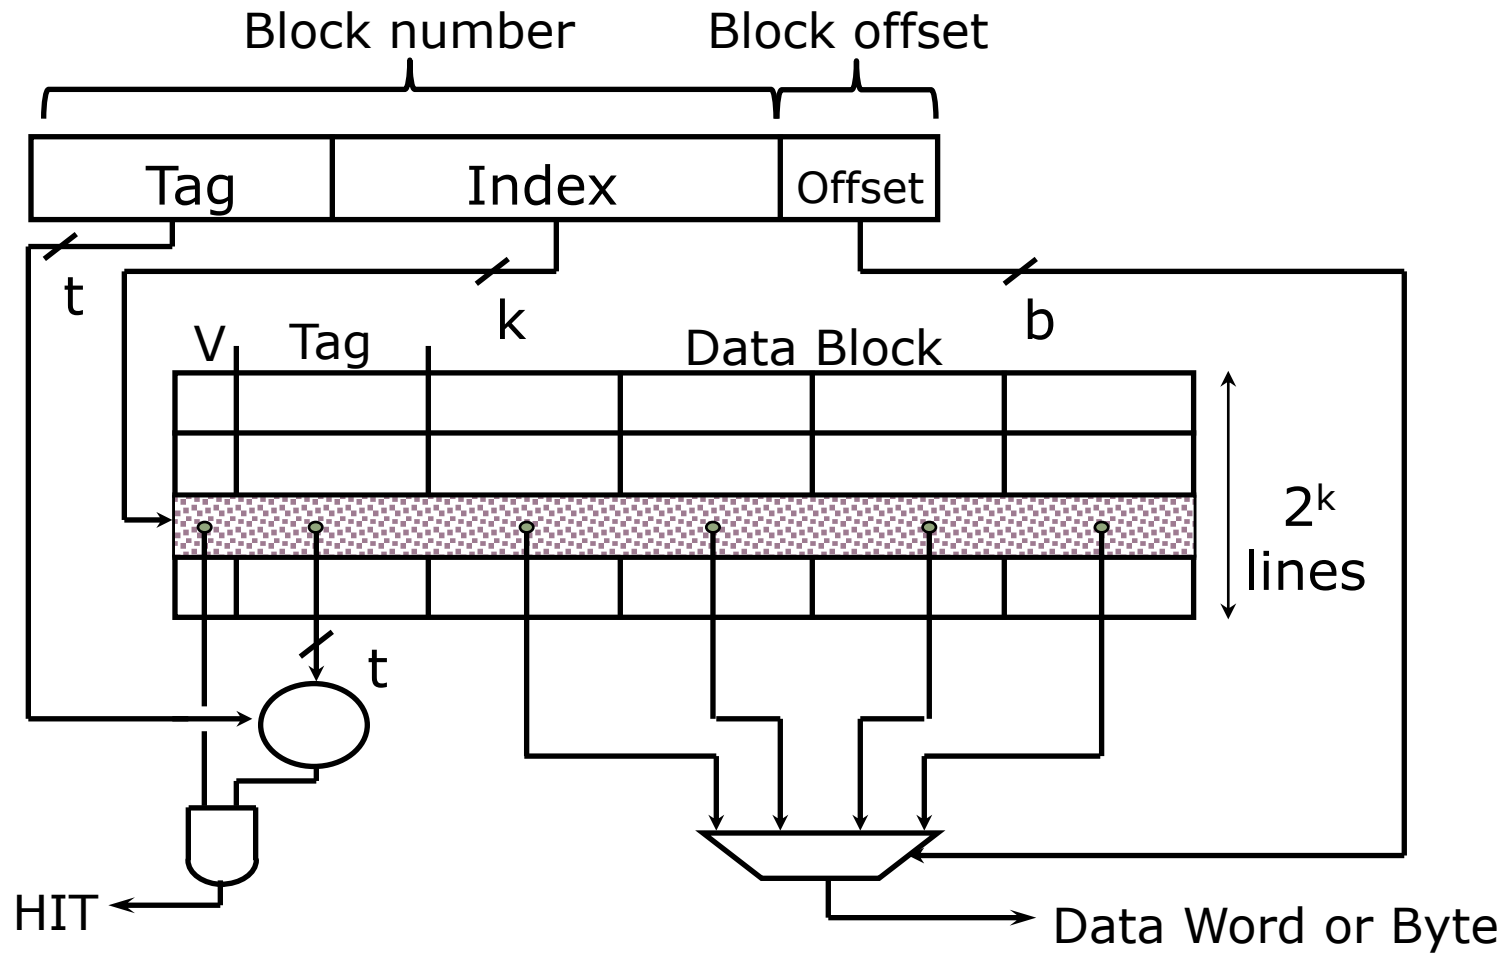 Block number Block offset
Tag Index Offset
t k b
V Tag Data Block
2ᵏ
lines
t
HIT
Data Word or Byte